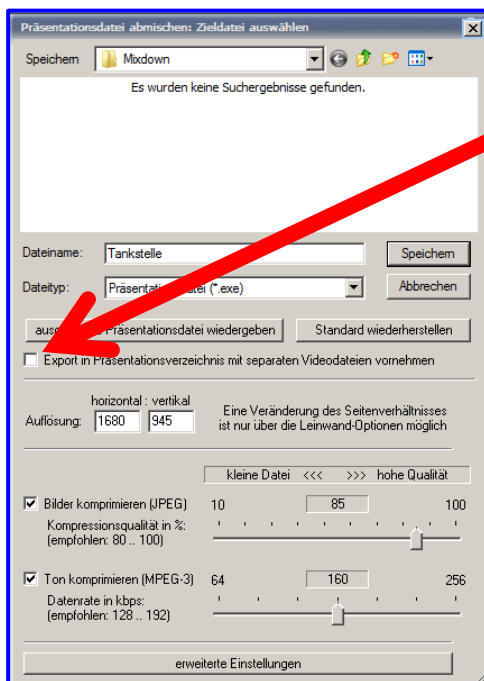 Präsentationsdatei abmischen: Zieldatei auswählen
Speichern Mixdown
Es wurden keine Suchergebnisse gefunden.
Dateiname: Tankstelle Speichern
Dateityp: (*.exe) Abbrechen
Präsentationsdatei wiedergeben Standard wiederherstellen
Export in Präsentationsverzeichnis mit separaten Videodateien vornehmen
horizontal : vertikal
Auflösung: 1680 945
Eine Veränderung des Seitenverhältnisses
ist nur über die Leinwand-Optionen möglich
kleine Datei <<< >>> hohe Qualität
Bilder komprimieren (JPEG) 10 85 100
Kompressionsqualität in %:
(empfohlen: 80 .. 100)
Ton komprimieren (MPEG-3) 64 160 256
Datenrate in kbps:
(empfohlen: 128 .. 192)
erweiterte Einstellungen